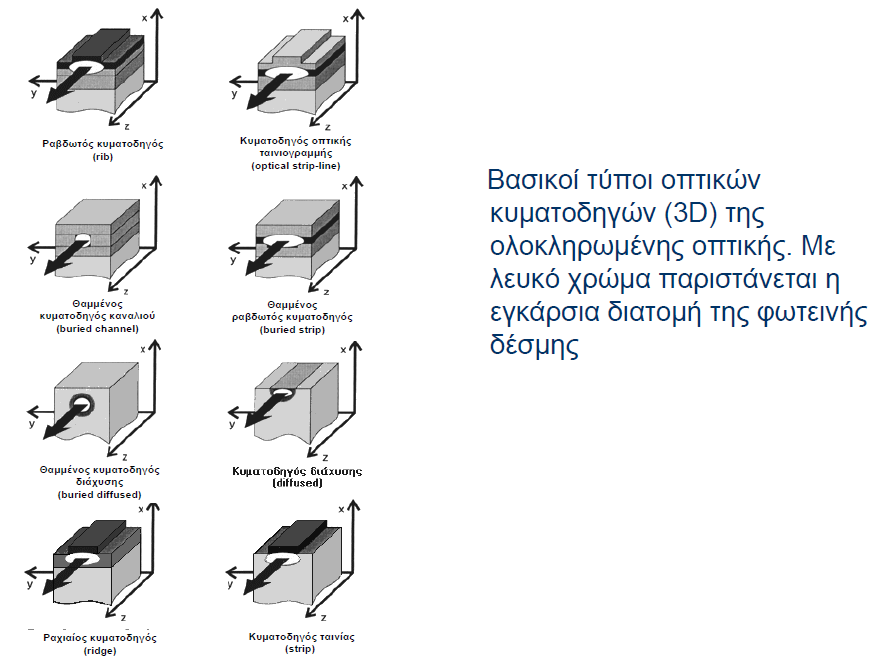 x
y
z
Ραβδωτός κυματοδηγός
(rib)
x
y
z
Κυματοδηγός οπτικής
ταινιογραμμής
(optical strip-line)
x
y
z
Θαμμένος
κυματοδηγός καναλιού
(buried channel)
x
y
z
Θαμμένος
ραβδωτός κυματοδηγός
(buried strip)
x
y
z
Θαμμένος κυματοδηγός
διάχυσης
(buried diffused)
x
y
z
Κυματοδηγός διάχυσης
(diffused)
x
y
z
Ραχιαίος κυματοδηγός
(ridge)
x
y
z
Κυματοδηγός ταινίας
(strip)
Βασικοί τύποι οπτικών
κυματοδηγών (3D) της
ολοκληρωμένης οπτικής. Με
λευκό χρώμα παριστάνεται η
εγκάρσια διατομή της φωτεινής
δέσμης